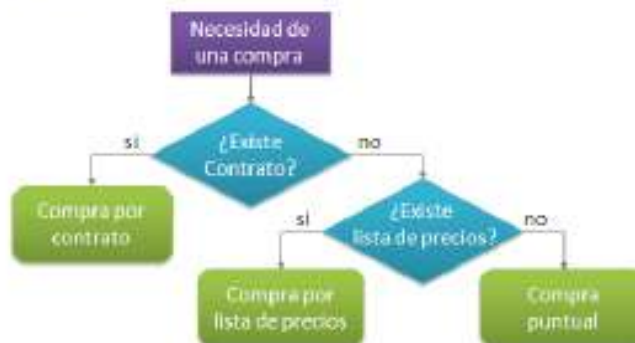 Necesidad de
una compra
si
¿Existe
Contrato?
no
Compra por
contrato
si
¿Existe
lista de precios?
no
Compra por
lista de precios
Compra
puntual